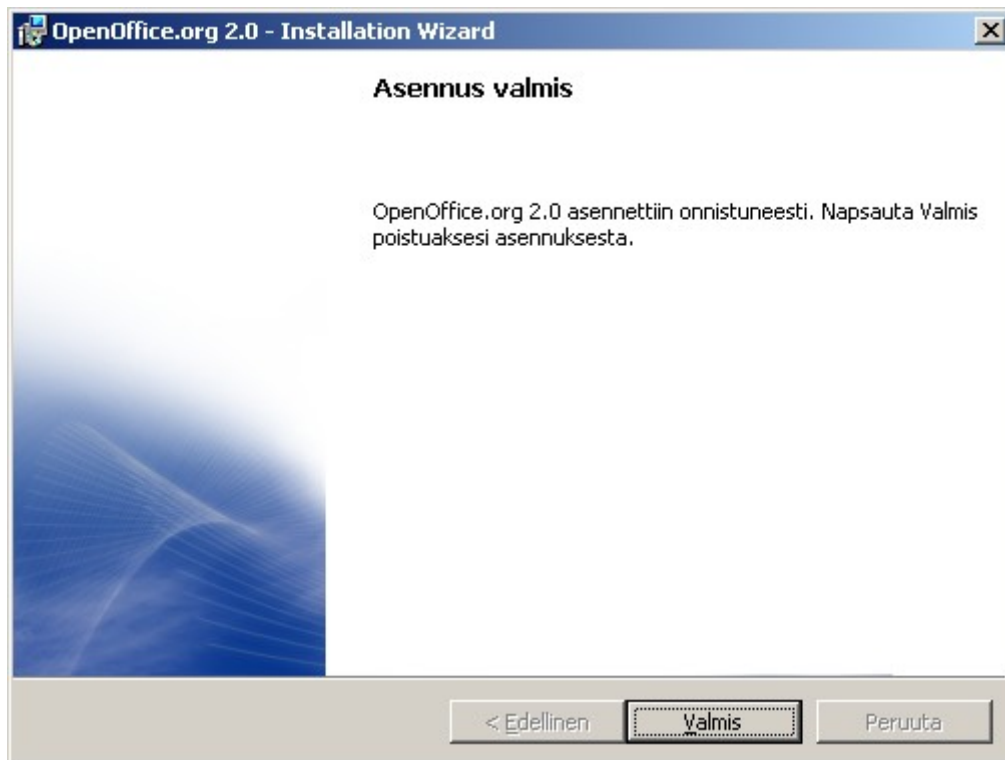 OpenOffice.org 2.0 - Installation Wizard
Asennus valmis
OpenOffice.org 2.0 asennettiin onnistuneesti. Napsauta Valmis
poistuaksesi asennuksesta.
< Edellinen Valmis Peruuta